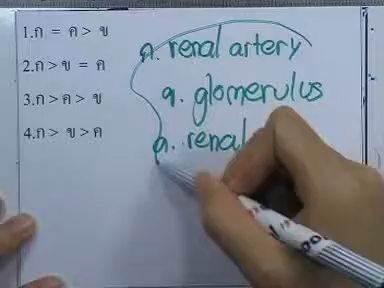 1.ก = ค > ข
2.ก > ข = ค
3.ก > ค > ข
4.ก > ข > ค
ก. renal artery
ข. glomerulus
ค. renal